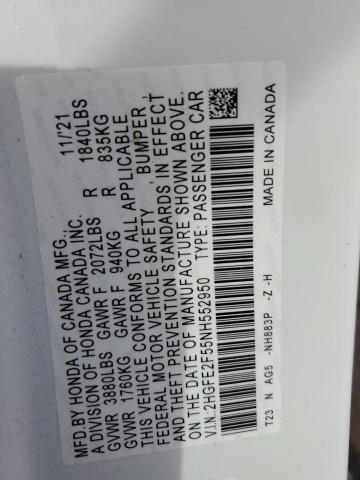 MFD.BY HONDA OF CANADA MFG., 11/21
A DIVISION OF HONDA CANADA INC.
GVWR 3880LBS GAWR F 2072LBS R 1840LBS
GVWR 1760KG GAWR F 940KG R 835KG
THIS VEHICLE CONFORMS TO ALL APPLICABLE
FEDERAL MOTOR VEHICLE SAFETY, BUMPER,
AND THEFT PREVENTION STANDARDS IN EFFECT
ON THE DATE OF MANUFACTURE SHOWN ABOVE.
V.I.N:2HGFE2F55NH552950 TYPE: PASSENGER CAR
T23 N AG5 -NH883P -Z -H MADE IN CANADA